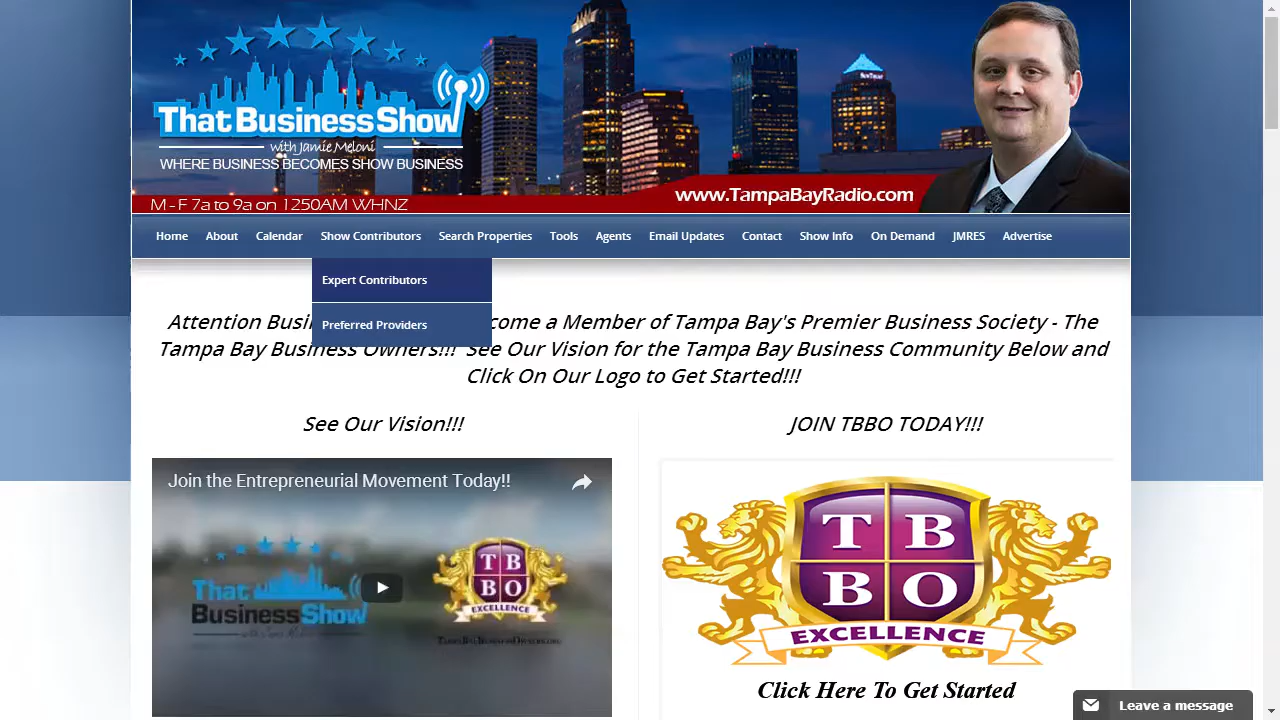 That Business Show
with Jamie Meloni
WHERE BUSINESS BECOMES SHOW BUSINESS
M - F 7a to 9a on 1250AM WHNZ
www.TampaBayRadio.com
Home About Calendar Show Contributors Search Properties Tools Agents Email Updates Contact Show Info On Demand JMRES Advertise
Expert Contributors
Preferred Providers
Attention Busi come a Member of Tampa Bay's Premier Business Society - The
Tampa Bay Business Owners!!! See Our Vision for the Tampa Bay Business Community Below and
Click On Our Logo to Get Started!!!
See Our Vision!!!
Join the Entrepreneurial Movement Today!!
That
Business Show
with Jamie Meloni
T B
B O
EXCELLENCE
TampaBayBusinessOwners.org
JOIN TBBO TODAY!!!
T B
B O
EXCELLENCE
Click Here To Get Started
Leave a message